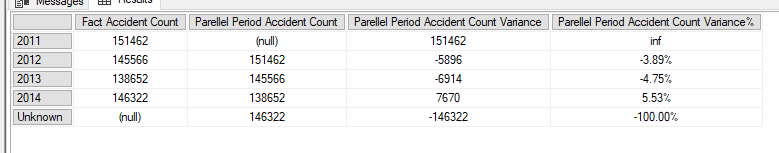 Messages Results
Fact Accident Count Parellel Period Accident Count Parellel Period Accident Count Variance Parellel Period Accident Count Variance%
2011 151462 (null) 151462 inf
2012 145566 151462 -5896 -3.89%
2013 138652 145566 -6914 -4.75%
2014 146322 138652 7670 5.53%
Unknown (null) 146322 -146322 -100.00%